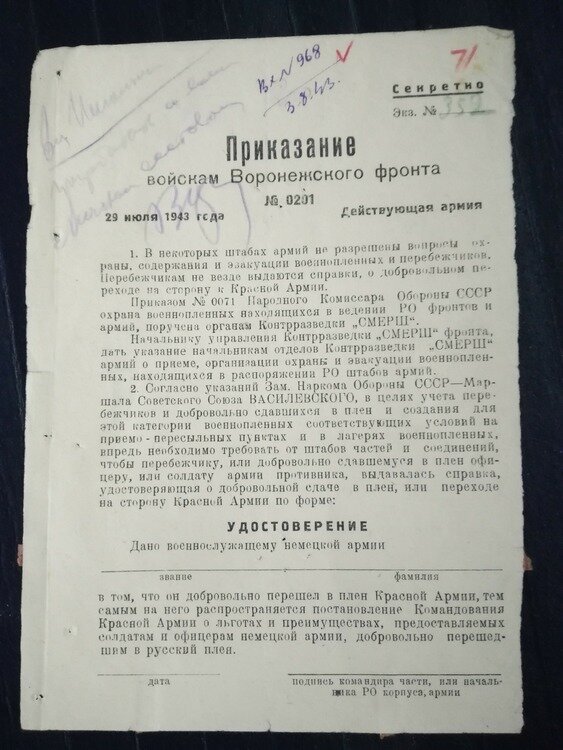 Вх № 968
3.8.43.
71
Секретно
Экз. № 352
Приказание
войскам Воронежского фронта
№ 0201
29 июля 1943 года Действующая армия
1. В некоторых штабах армий не разрешены вопросы ох-
раны, содержания и эвакуации военнопленных и перебежчиков.
Перебежчикам не везде выдаются справки, о добровольном пе-
реходе на сторону к Красной Армии.
Приказом № 0071 Народного Комиссара Обороны СССР
охрана военнопленных находящихся в ведении РО фронтов и
армий, поручена органам Контрразведки „СМЕРШ“.
Начальнику управления Контрразведки „СМЕРШ“ фронта,
дать указание начальникам отделов Контрразведки „СМЕРШ“
армий о приеме, организации охраны и эвакуации военноплен-
ных, находящихся в распоряжении РО штабов армий.
2. Согласно указаний Зам. Наркома Обороны СССР—Мар-
шала Советского Союза ВАСИЛЕВСКОГО, в целях учета пере-
бежчиков и добровольно сдавшихся в плен и создания для
этой категории военнопленных соответствующих условий на
приемо-пересыльных пунктах и в лагерях военнопленных,
впредь необходимо требовать от штабов частей и соединений,
чтобы перебежчику, или добровольно сдавшемуся в плен офи-
церу, или солдату армии противника, выдавалась справка,
удостоверяющая о добровольной сдаче в плен, или переходе
на сторону Красной Армии по форме:
УДОСТОВЕРЕНИЕ
Дано военнослужащему немецкой армии
звание фамилия
в том, что он добровольно перешел в плен Красной Армии, тем
самым на него распространяется постановление Командования
Красной Армии о льготах и преимуществах, предоставляемых
солдатам и офицерам немецкой армии, добровольно перешед-
шим в русский плен.
дата подпись командира части, или началь-
ника РО корпуса, армии